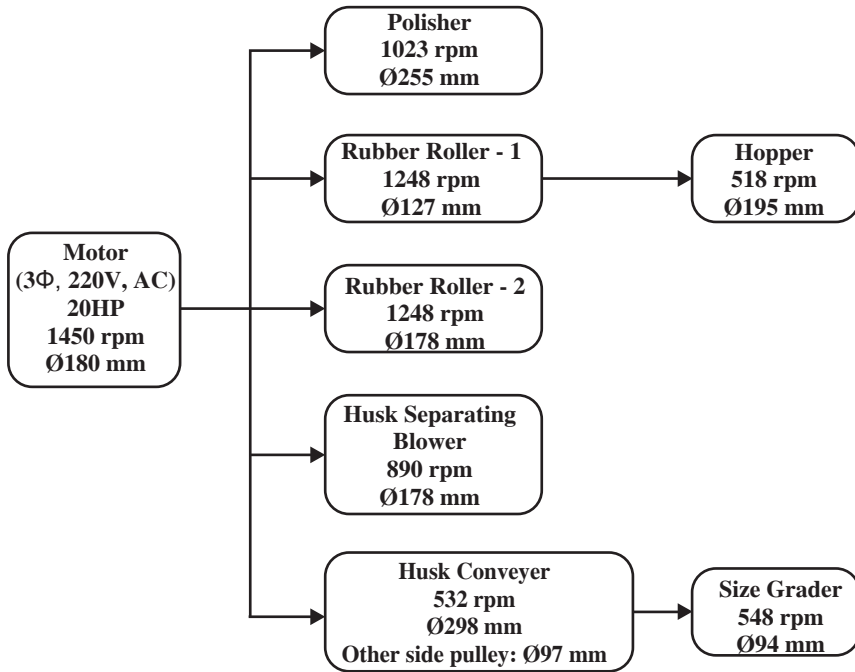 Polisher
1023 rpm
Ø255 mm
Rubber Roller - 1
1248 rpm
Ø127 mm
Hopper
518 rpm
Ø195 mm
Motor
(3Φ, 220V, AC)
20HP
1450 rpm
Ø180 mm
Rubber Roller - 2
1248 rpm
Ø178 mm
Husk Separating
Blower
890 rpm
Ø178 mm
Husk Conveyer
532 rpm
Ø298 mm
Other side pulley: Ø97 mm
Size Grader
548 rpm
Ø94 mm